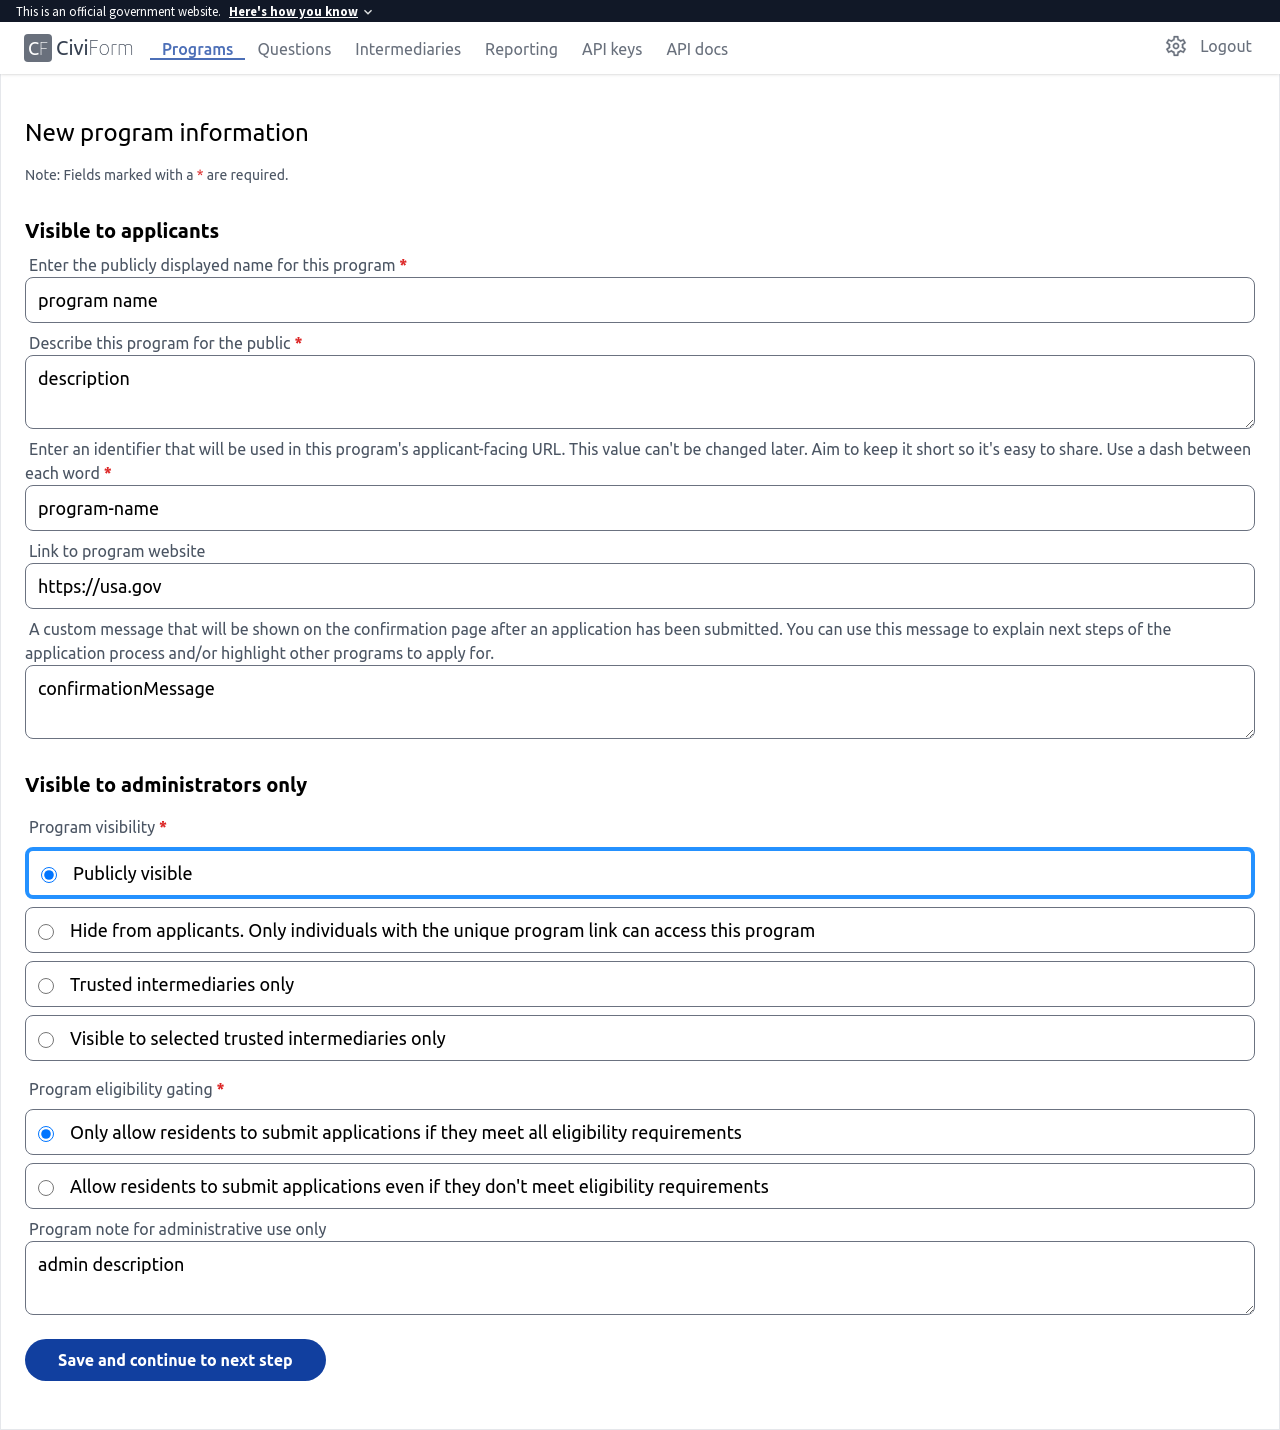 This is an official government website. Here's how you know
CF CiviForm Programs Questions Intermediaries Reporting API keys API docs Logout
New program information
Note: Fields marked with a * are required.
Visible to applicants
Enter the publicly displayed name for this program *
program name
Describe this program for the public *
description
Enter an identifier that will be used in this program's applicant-facing URL. This value can't be changed later. Aim to keep it short so it's easy to share. Use a dash between
each word *
program-name
Link to program website
https://usa.gov
A custom message that will be shown on the confirmation page after an application has been submitted. You can use this message to explain next steps of the
application process and/or highlight other programs to apply for.
confirmationMessage
Visible to administrators only
Program visibility *
Publicly visible
Hide from applicants. Only individuals with the unique program link can access this program
Trusted intermediaries only
Visible to selected trusted intermediaries only
Program eligibility gating *
Only allow residents to submit applications if they meet all eligibility requirements
Allow residents to submit applications even if they don't meet eligibility requirements
Program note for administrative use only
admin description
Save and continue to next step